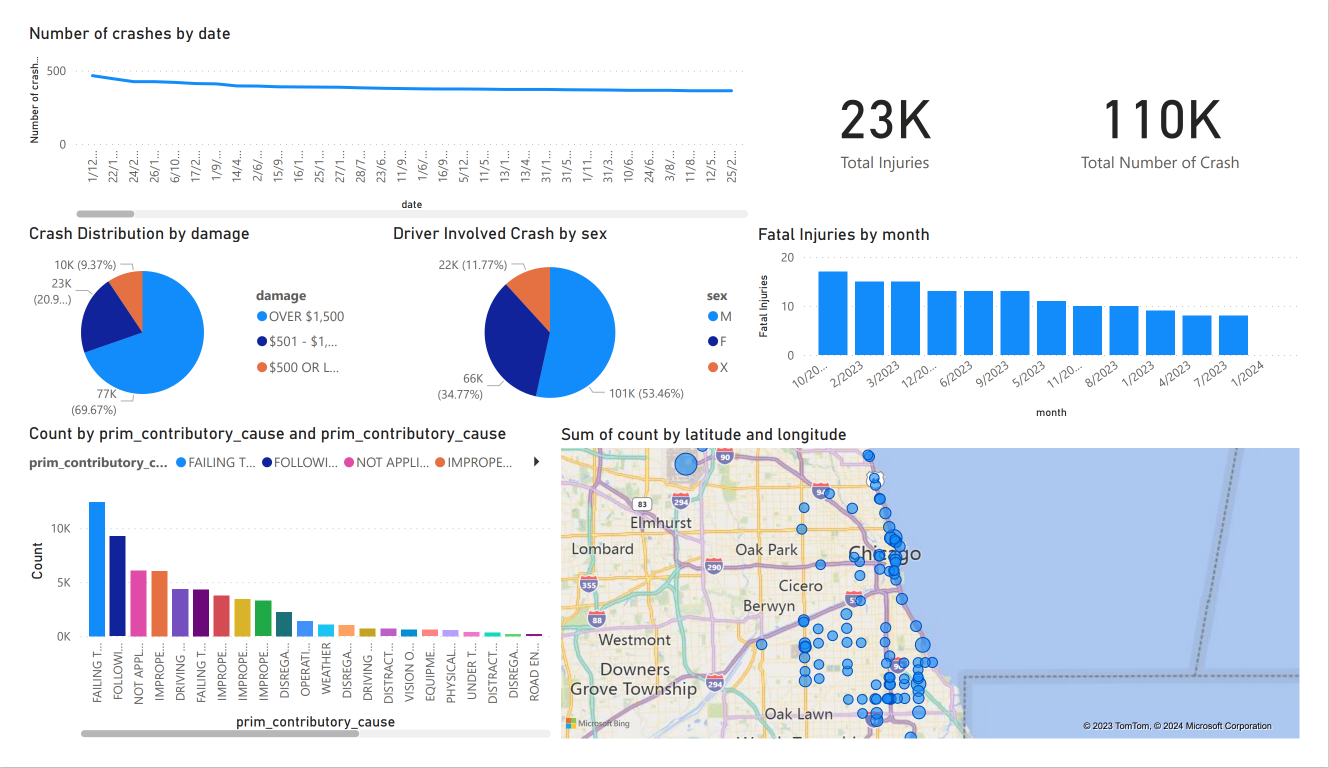 Number of crashes by date
Number of crash...
500
0
1/12...
22/1...
24/2...
26/1...
6/10...
17/2...
1/9/...
14/4...
2/6/...
15/9...
16/1...
25/1...
27/1...
28/7...
23/6...
11/9...
1/6/...
16/9...
5/12...
11/5...
13/1...
13/4...
31/1...
31/5...
1/11...
31/3...
10/6...
24/6...
3/8/...
11/8...
12/5...
25/2...
date
23K
Total Injuries
110K
Total Number of Crash
Crash Distribution by damage
10K (9.37%)
23K
(20.9...)
77K
(69.67%)
damage
OVER $1,500
$501 - $1,...
$500 OR L...
Driver Involved Crash by sex
22K (11.77%)
66K
(34.77%)
101K (53.46%)
sex
M
F
X
Fatal Injuries by month
Fatal Injuries
20
10
0
10/20...
2/2023
3/2023
12/20...
6/2023
9/2023
5/2023
11/20...
8/2023
1/2023
4/2023
7/2023
1/2024
month
Count by prim_contributory_cause and prim_contributory_cause
prim_contributory_c...
FAILING T...
FOLLOWI...
NOT APPLI...
IMPROPE...
Count
10K
5K
0K
FAILING T...
FOLLOWI...
NOT APPL...
IMPROPE...
DRIVING ...
FAILING T...
IMPROPE...
IMPROPE...
IMPROPE...
DISREGA...
OPERATI...
WEATHER
DISREGA...
DRIVING ...
DISTRACT...
VISION O...
EQUIPME...
PHYSICAL...
UNDER T...
DISTRACT...
DISREGA...
ROAD EN...
prim_contributory_cause
Sum of count by latitude and longitude
90
94
83
294
Elmhurst
Lombard
Oak Park
Chicago
290
355
Cicero
Berwyn
88
Westmont
Downers
Grove Township
294
Oak Lawn
Microsoft Bing
© 2023 TomTom, © 2024 Microsoft Corporation